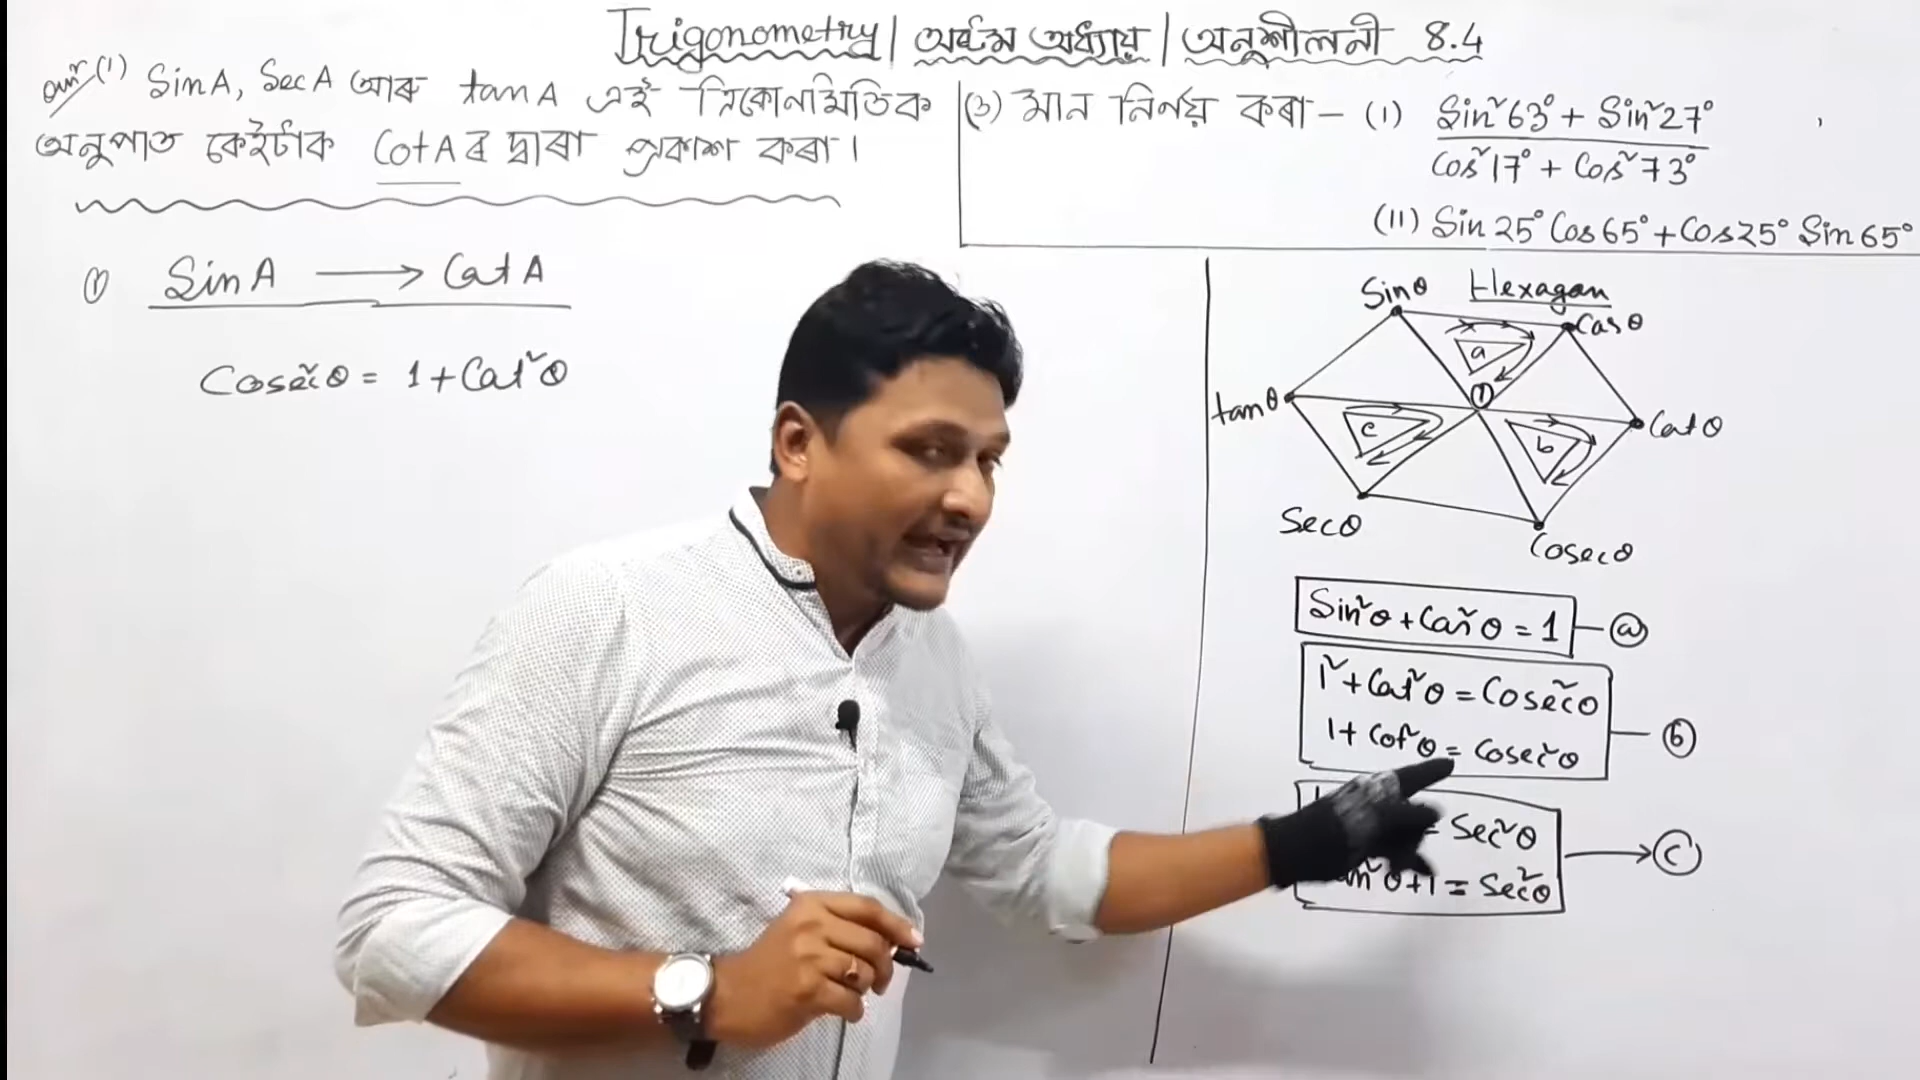 Trigonometry | অষ্টম অধ্যায় | অনুশীলনী 8.4
(1) SinA, SecA আৰু tanA এই ত্ৰিকোণমিতিক
অনুপাত কেইটাক CotA ৰ দ্বাৰা প্ৰকাশ কৰা।
(৩) মান নিৰ্ণয় কৰা – (I) Sin²63° + Sin²27°
Cos²17° + Cos²73°
(II) Sin 25° Cos 65° + Cos 25° Sin 65°
① SinA → CotA
Cosec²θ = 1 + Cot²θ
Hexagon
Sinθ
Cosθ
a
①
tanθ
c
b
Cotθ
Secθ
Cosecθ
Sin²θ + Cos²θ = 1 – ⓐ
1² + Cot²θ = Cosec²θ
1 + Cot²θ = Cosec²θ – ⓑ
= Sec²θ
tan²θ + 1 = Sec²θ → ⓒ